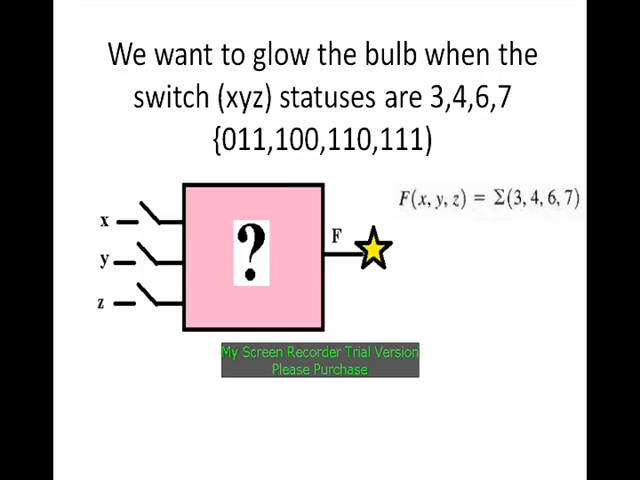 We want to glow the bulb when the
switch (xyz) statuses are 3,4,6,7
{011,100,110,111)
F(x, y, z) = Σ(3, 4, 6, 7)
x
F
?
y
z
My Screen Recorder Trial Version
Please Purchase